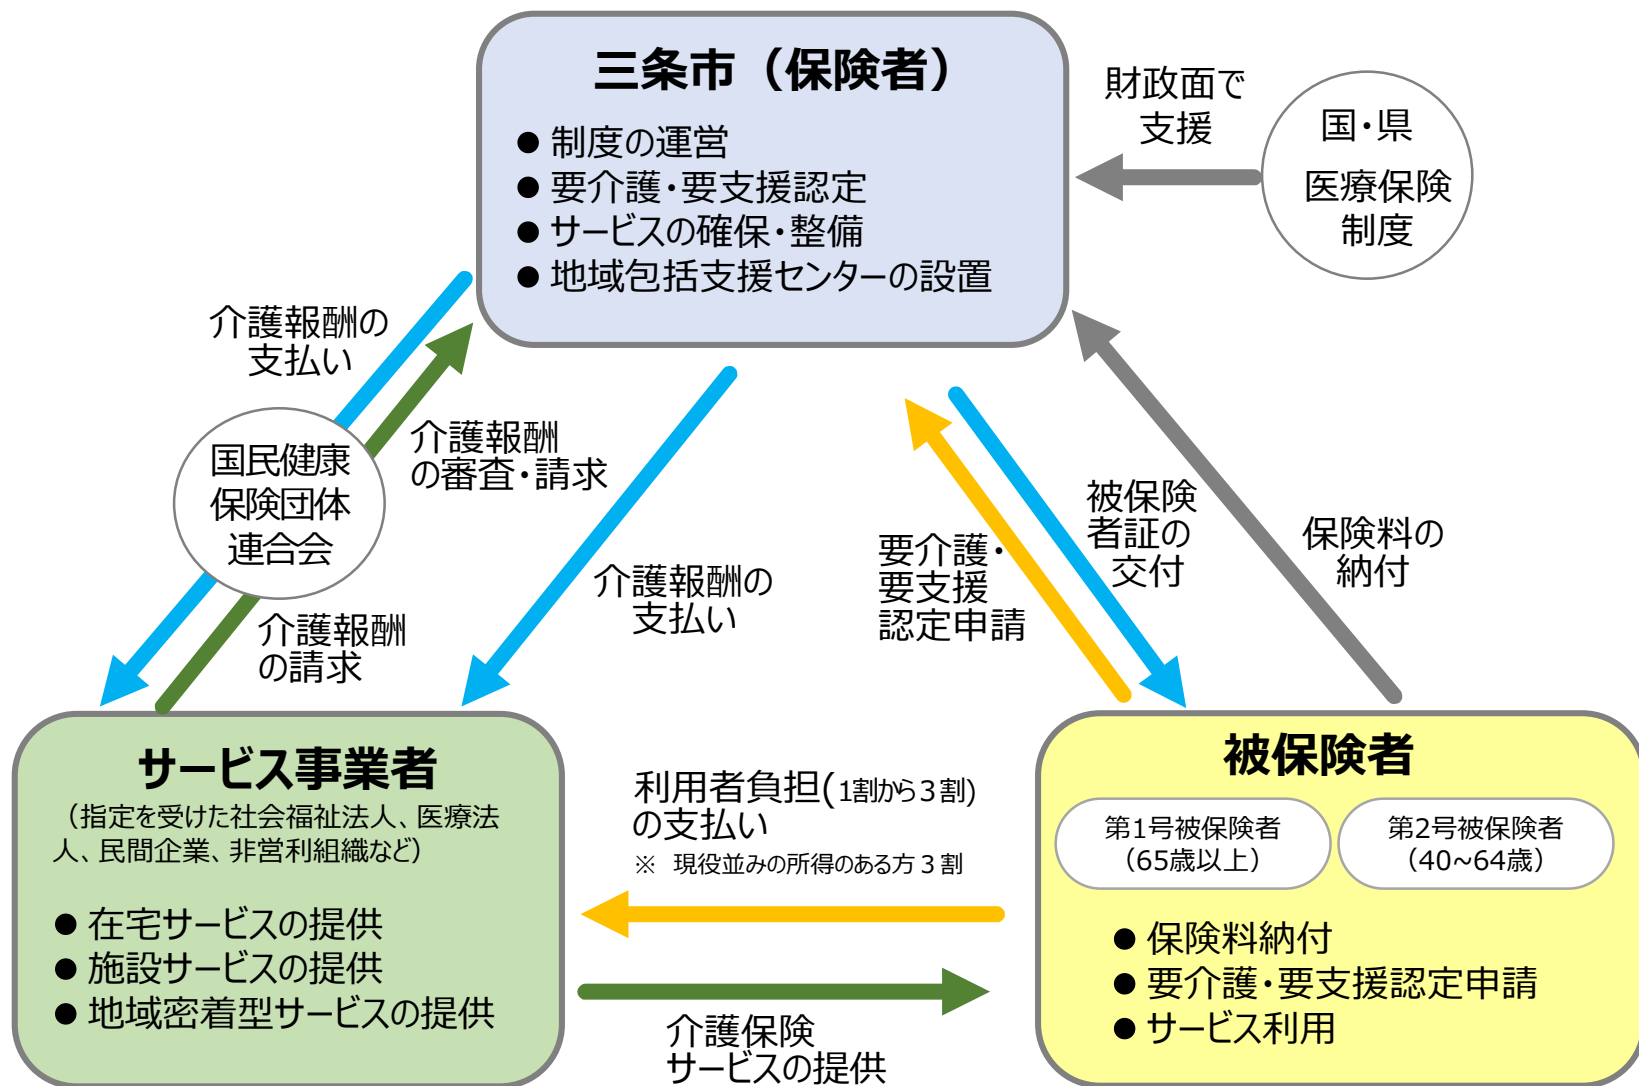 三条市（保険者）
● 制度の運営
● 要介護・要支援認定
● サービスの確保・整備
● 地域包括支援センターの設置
財政面で
支援
国・県
医療保険
制度
介護報酬の
支払い
国民健康
保険団体
連合会
介護報酬
の審査・請求
介護報酬
の請求
介護報酬の
支払い
要介護・
要支援
認定申請
被保険
者証の
交付
保険料の
納付
サービス事業者
（指定を受けた社会福祉法人、医療法
人、民間企業、非営利組織など）
● 在宅サービスの提供
● 施設サービスの提供
● 地域密着型サービスの提供
利用者負担(1割から３割)
の支払い
※　現役並みの所得のある方３割
介護保険
サービスの提供
被保険者
第1号被保険者
（65歳以上）
第2号被保険者
（40~64歳）
● 保険料納付
● 要介護・要支援認定申請
● サービス利用